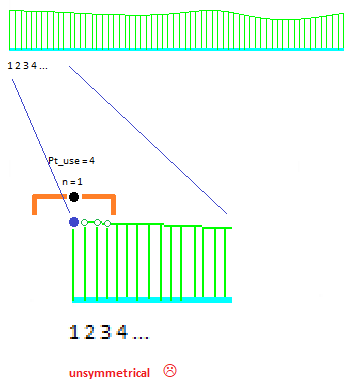 1 2 3 4 ...
Pt_use = 4
n = 1
1 2 3 4 ...
unsymmetrical ☹